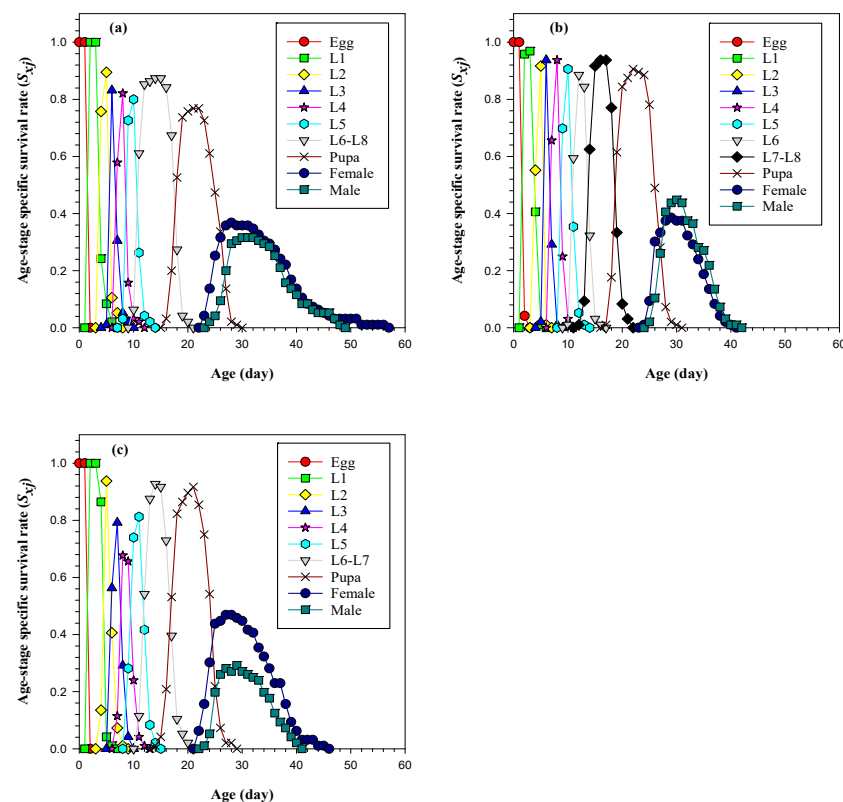 (a)
Age-stage specific survival rate (Sxj)
1.0
0.8
0.6
0.4
0.2
0.0
0 10 20 30 40 50 60
Age (day)
Egg
L1
L2
L3
L4
L5
L6-L8
Pupa
Female
Male
(b)
Age-stage specific survival rate (Sxj)
1.0
0.8
0.6
0.4
0.2
0.0
0 10 20 30 40 50 60
Age (day)
Egg
L1
L2
L3
L4
L5
L6
L7-L8
Pupa
Female
Male
(c)
Age-stage specific survival rate (Sxj)
1.0
0.8
0.6
0.4
0.2
0.0
0 10 20 30 40 50 60
Age (day)
Egg
L1
L2
L3
L4
L5
L6-L7
Pupa
Female
Male